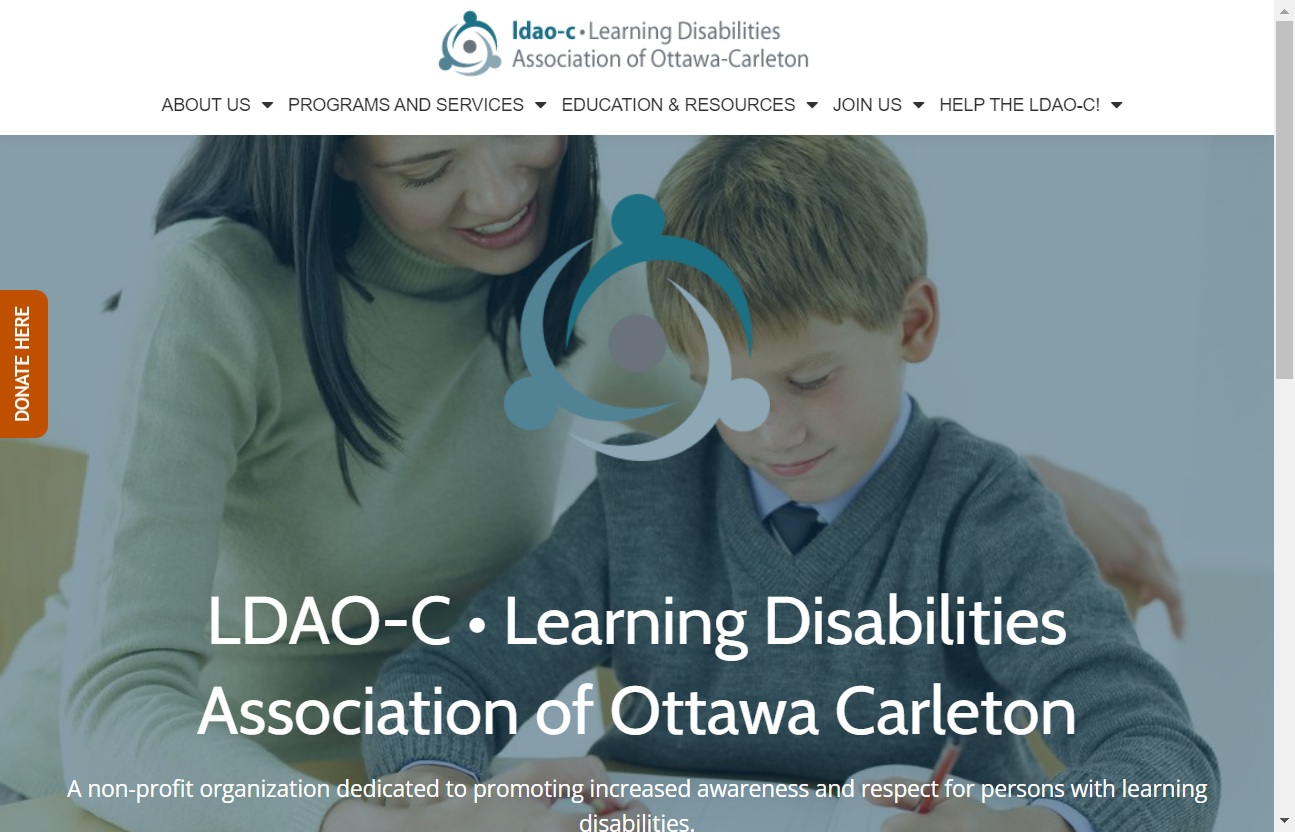 ldao-c • Learning Disabilities
Association of Ottawa-Carleton
ABOUT US PROGRAMS AND SERVICES EDUCATION & RESOURCES JOIN US HELP THE LDAO-C!
DONATE HERE
LDAO-C • Learning Disabilities
Association of Ottawa Carleton
A non-profit organization dedicated to promoting increased awareness and respect for persons with learning
disabilities.